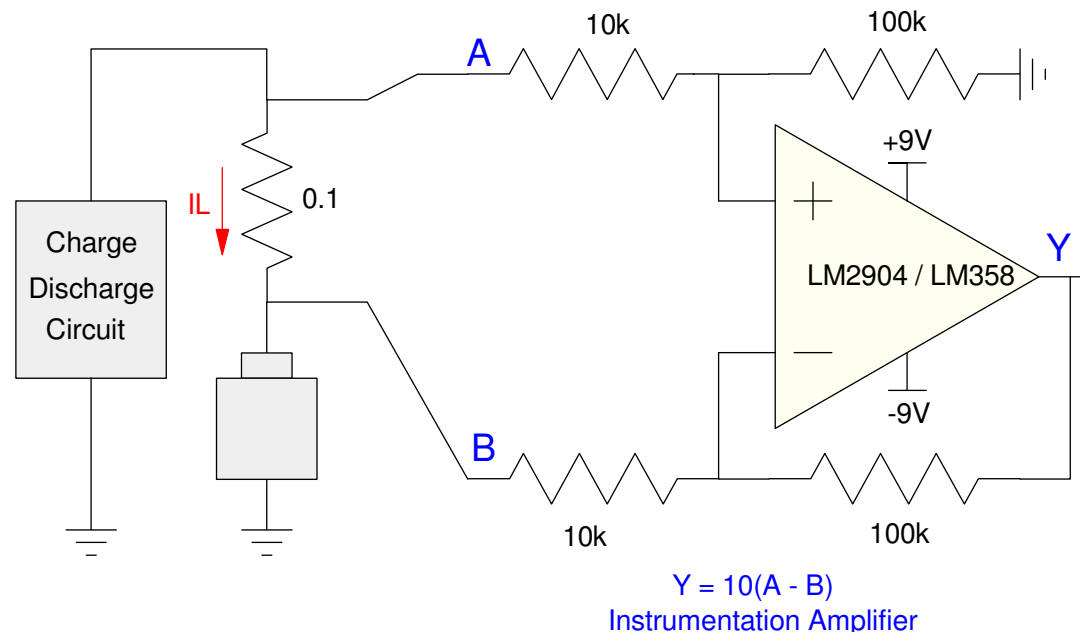 10k
100k
A
+9V
IL
0.1
Charge
Discharge
Circuit
Y
LM2904 / LM358
-9V
B
10k
100k
Y = 10(A - B)
Instrumentation Amplifier